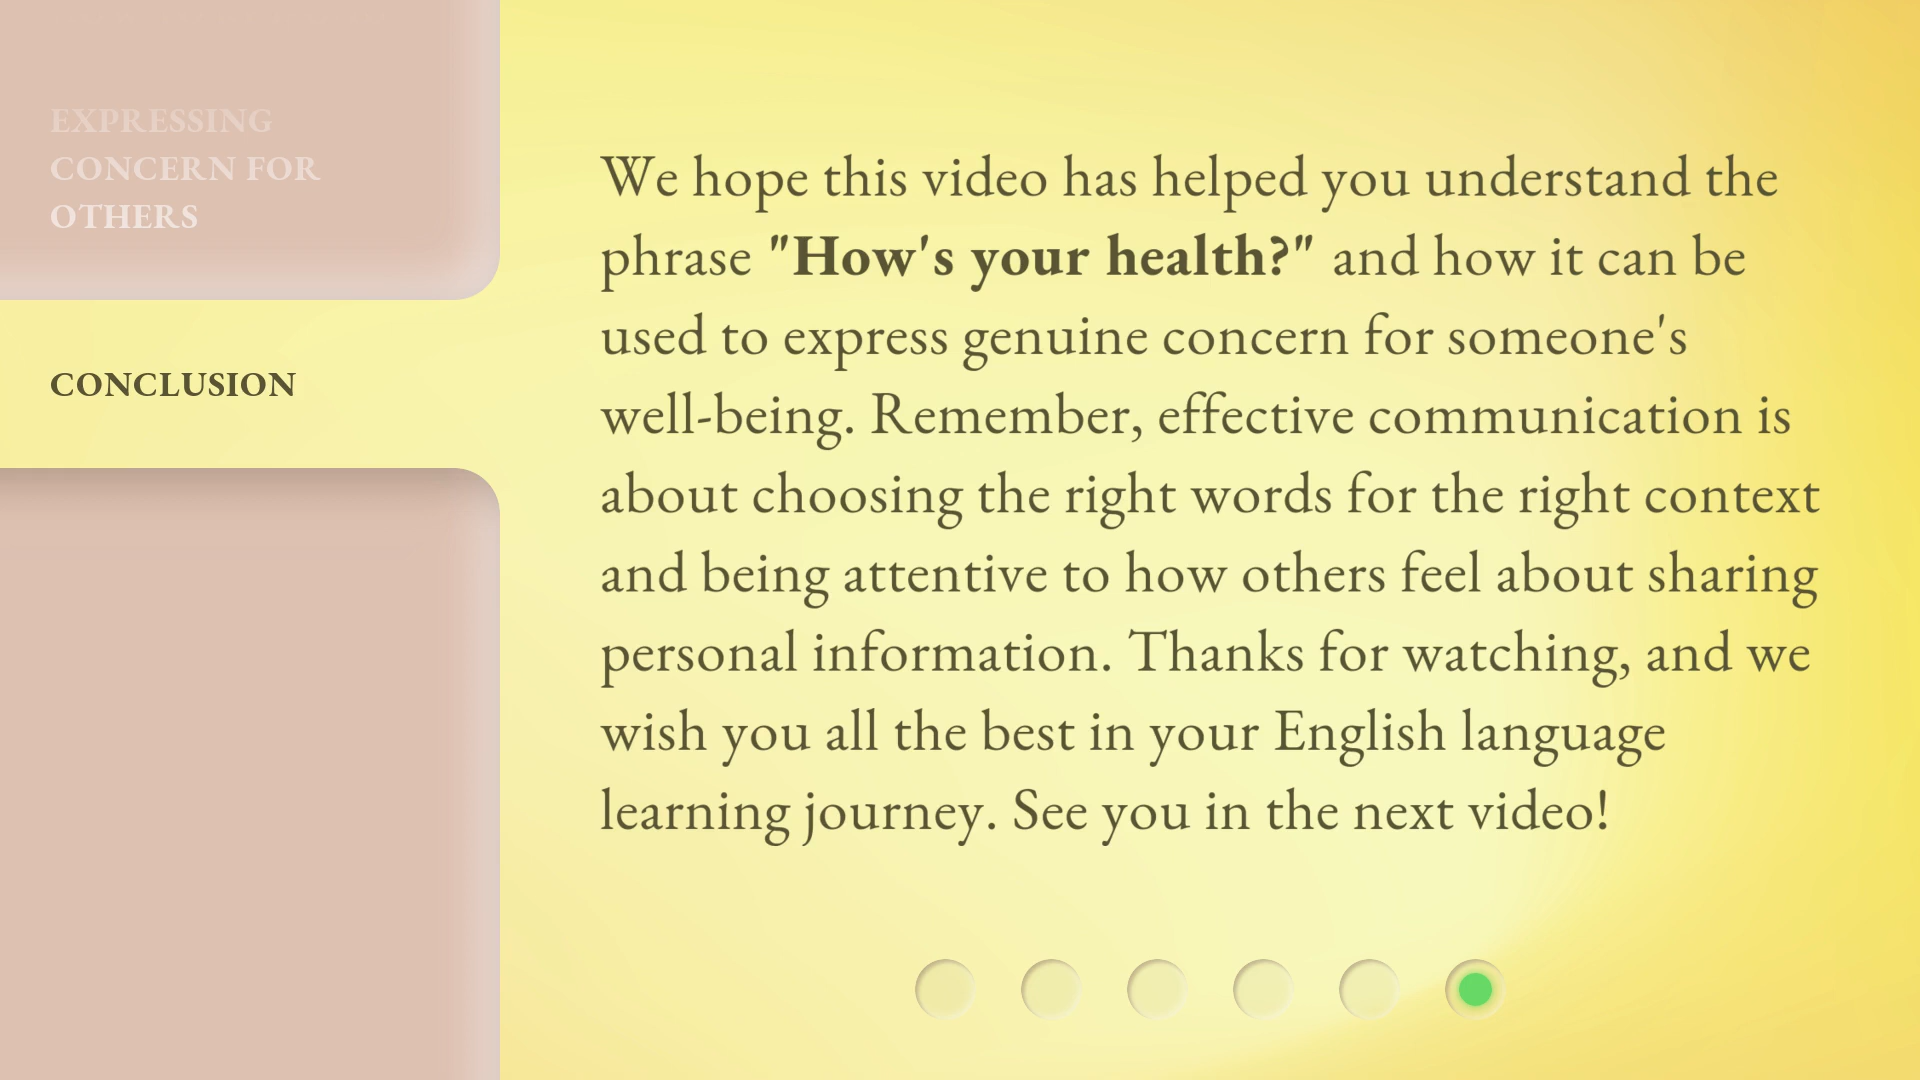 EXPRESSING
CONCERN FOR
OTHERS
CONCLUSION
We hope this video has helped you understand the
phrase "How's your health?" and how it can be
used to express genuine concern for someone's
well-being. Remember, effective communication is
about choosing the right words for the right context
and being attentive to how others feel about sharing
personal information. Thanks for watching, and we
wish you all the best in your English language
learning journey. See you in the next video!